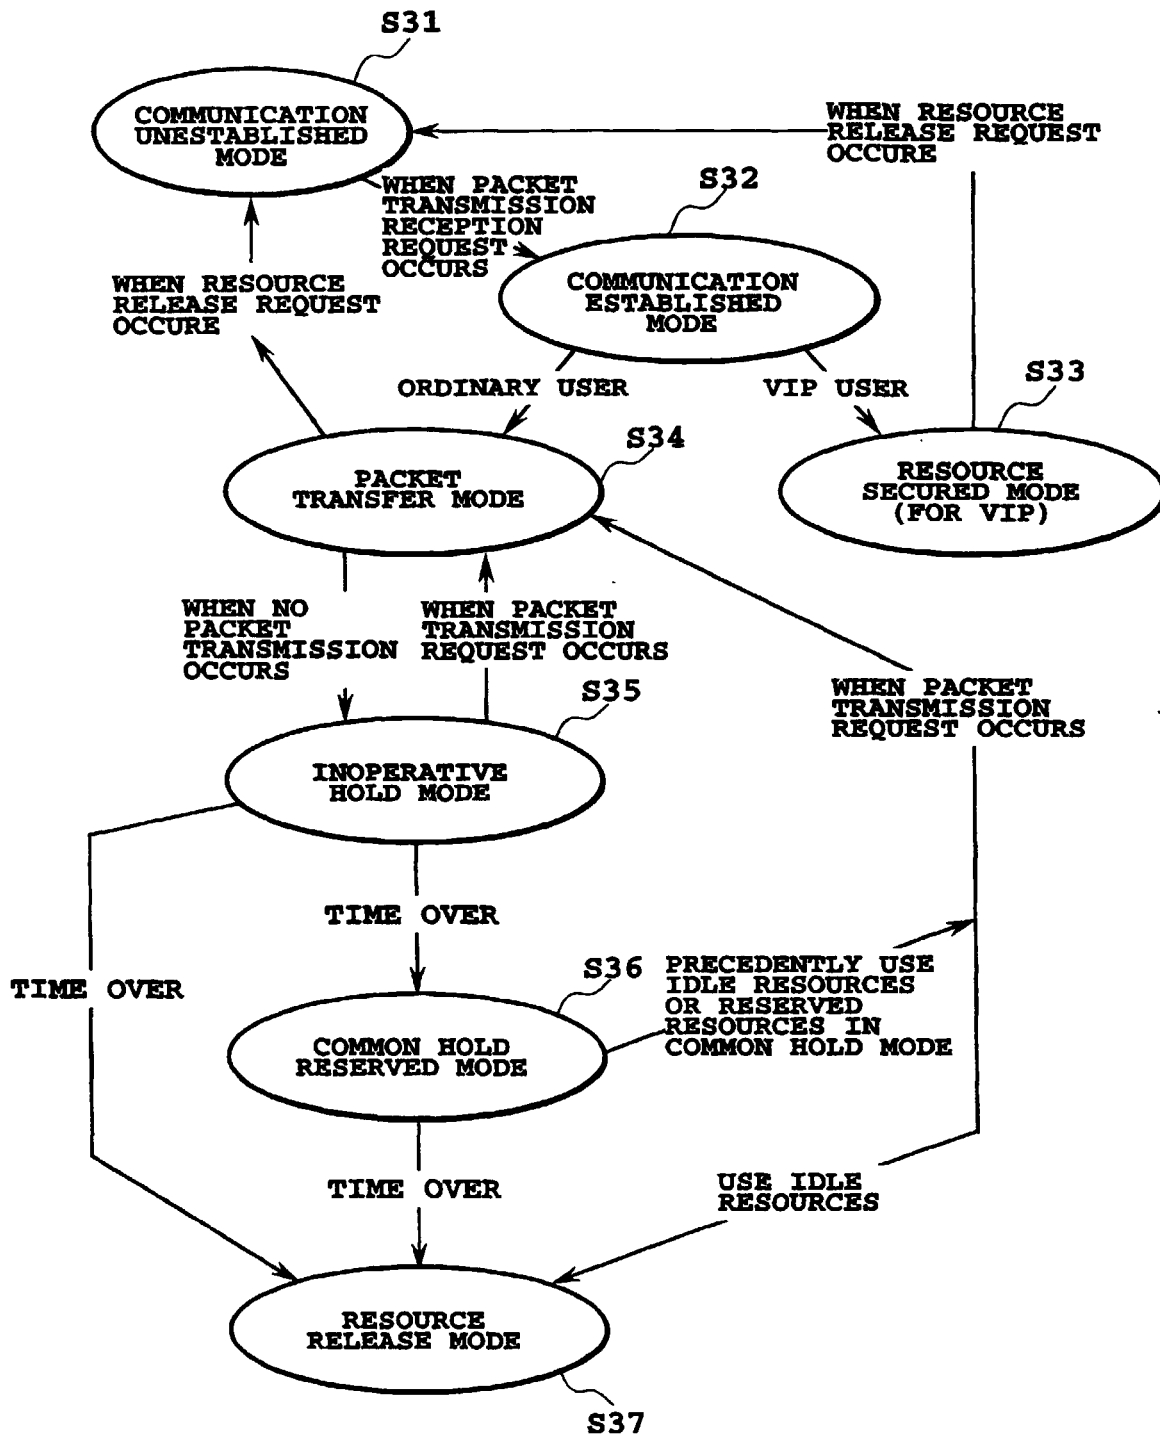 S31
COMMUNICATION
UNESTABLISHED
MODE
WHEN RESOURCE
RELEASE REQUEST
OCCURE
WHEN PACKET
TRANSMISSION
RECEPTION
REQUEST
OCCURS
S32
COMMUNICATION
ESTABLISHED
MODE
WHEN RESOURCE
RELEASE REQUEST
OCCURE
ORDINARY USER
VIP USER
S33
S34
PACKET
TRANSFER MODE
RESOURCE
SECURED MODE
(FOR VIP)
WHEN NO
PACKET
TRANSMISSION
OCCURS
WHEN PACKET
TRANSMISSION
REQUEST OCCURS
S35
WHEN PACKET
TRANSMISSION
REQUEST OCCURS
INOPERATIVE
HOLD MODE
TIME OVER
TIME OVER
S36
PRECEDENTLY USE
IDLE RESOURCES
OR RESERVED
RESOURCES IN
COMMON HOLD MODE
COMMON HOLD
RESERVED MODE
TIME OVER
USE IDLE
RESOURCES
RESOURCE
RELEASE MODE
S37